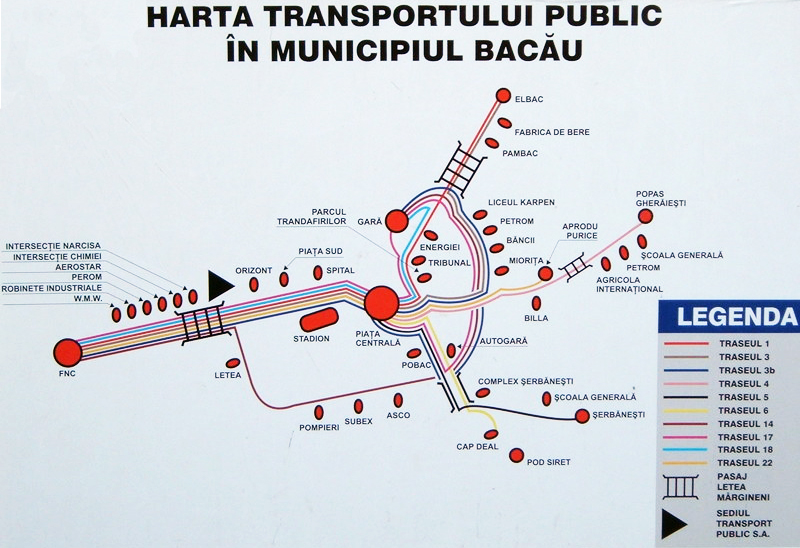 HARTA TRANSPORTULUI PUBLIC
ÎN MUNICIPIUL BACĂU
ELBAC
FABRICA DE BERE
PAMBAC
LICEUL KARPEN
PETROM
BĂNCII
MIORIȚA
APRODU
PURICE
POPAS
GHERĂIEȘTI
ȘCOALA GENERALĂ
PETROM
AGRICOLA
INTERNAȚIONAL
BILLA
PARCUL
TRANDAFIRILOR
GARĂ
ENERGIEI
TRIBUNAL
INTERSECȚIE NARCISA
INTERSECȚIE CHIMIEI
AEROSTAR
PEROM
ROBINETE INDUSTRIALE
W.M.W.
ORIZONT
PIAȚA SUD
SPITAL
STADION
PIAȚA
CENTRALĂ
FNC
LETEA
POBAC
AUTOGARĂ
POMPIERI
SUBEX
ASCO
COMPLEX ȘERBĂNEȘTI
ȘCOALA GENERALĂ
ȘERBĂNEȘTI
CAP DEAL
POD SIRET
LEGENDA
TRASEUL 1
TRASEUL 3
TRASEUL 3b
TRASEUL 4
TRASEUL 5
TRASEUL 6
TRASEUL 14
TRASEUL 17
TRASEUL 18
TRASEUL 22
PASAJ
LETEA
MĂRGINENI
SEDIUL
TRANSPORT
PUBLIC S.A.